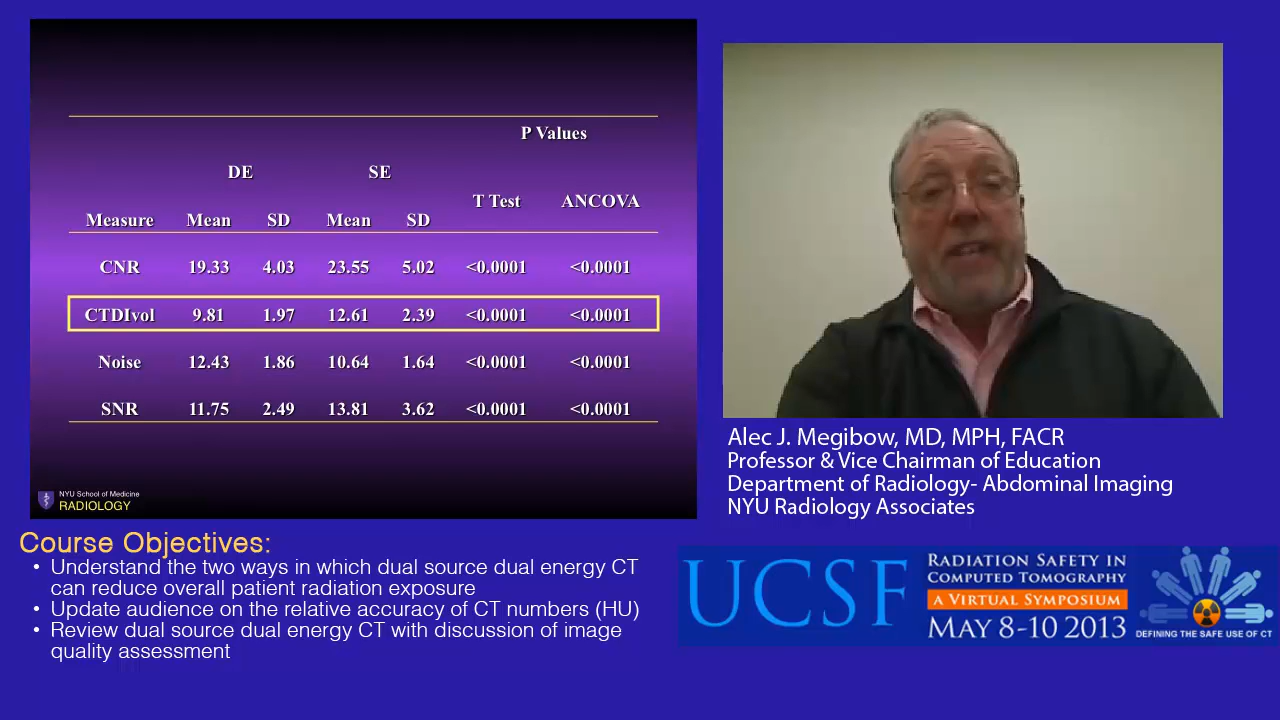 P Values
DE SE
T Test ANCOVA
Measure Mean SD Mean SD
CNR 19.33 4.03 23.55 5.02 <0.0001 <0.0001
CTDIvol 9.81 1.97 12.61 2.39 <0.0001 <0.0001
Noise 12.43 1.86 10.64 1.64 <0.0001 <0.0001
SNR 11.75 2.49 13.81 3.62 <0.0001 <0.0001
NYU School of Medicine
RADIOLOGY
Alec J. Megibow, MD, MPH, FACR
Professor & Vice Chairman of Education
Department of Radiology- Abdominal Imaging
NYU Radiology Associates
Course Objectives:
• Understand the two ways in which dual source dual energy CT
can reduce overall patient radiation exposure
• Update audience on the relative accuracy of CT numbers (HU)
• Review dual source dual energy CT with discussion of image
quality assessment
UCSF
RADIATION SAFETY IN
COMPUTED TOMOGRAPHY
A VIRTUAL SYMPOSIUM
MAY 8-10 2013
DEFINING THE SAFE USE OF CT